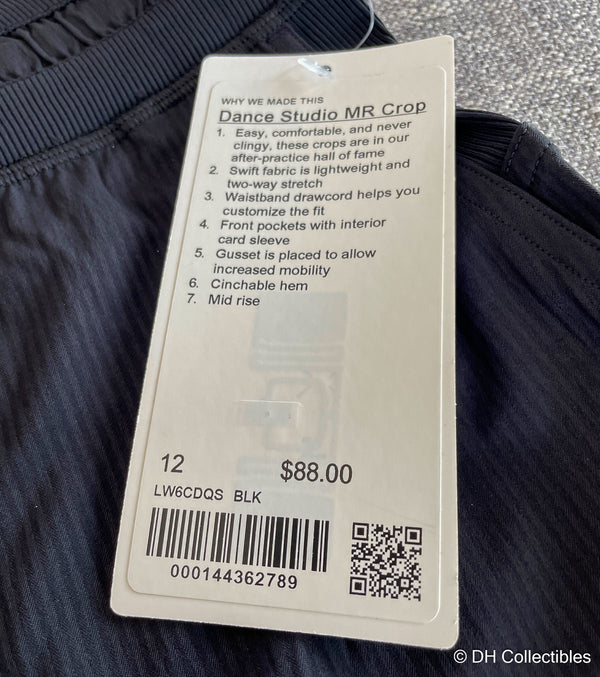 WHY WE MADE THIS
Dance Studio MR Crop
1. Easy, comfortable, and never
clingy, these crops are in our
after-practice hall of fame
2. Swift fabric is lightweight and
two-way stretch
3. Waistband drawcord helps you
customize the fit
4. Front pockets with interior
card sleeve
5. Gusset is placed to allow
increased mobility
6. Cinchable hem
7. Mid rise
12 $88.00
LW6CDQS BLK
000144362789
© DH Collectibles